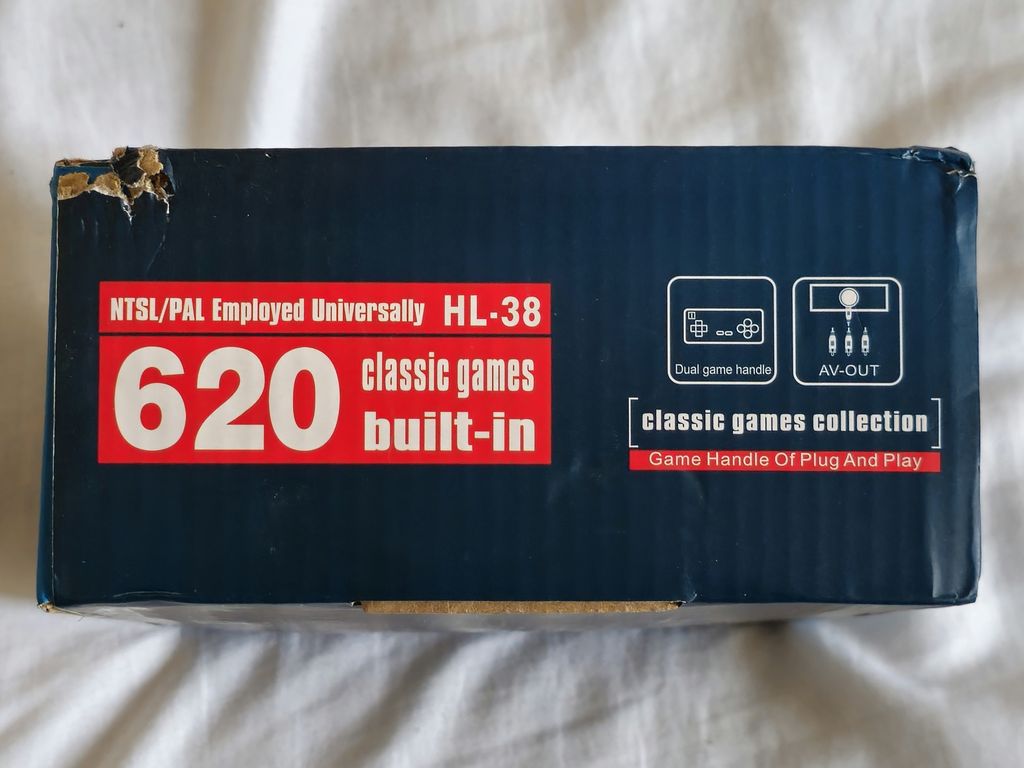 NTSL/PAL Employed Universally HL-38
620 classic games
built-in
Dual game handle
AV-OUT
classic games collection
Game Handle Of Plug And Play